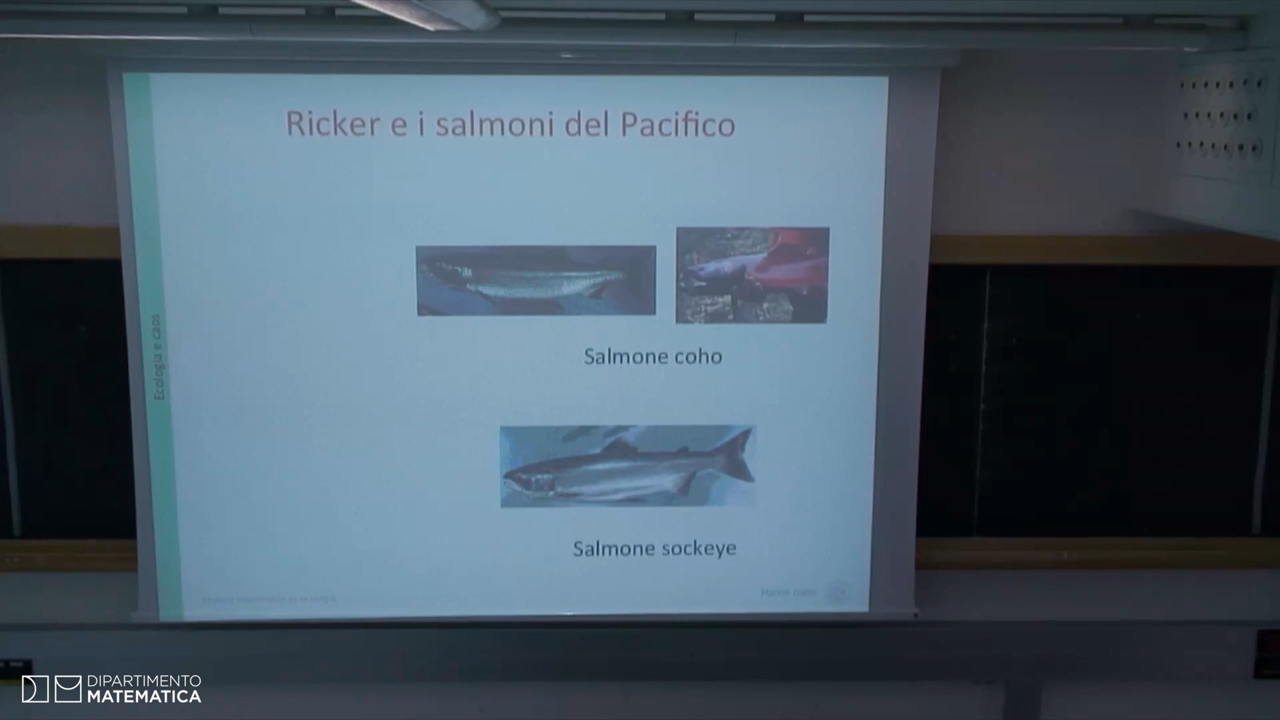 Ricker e i salmoni del Pacifico
Salmone coho
Ecologia e caos
Salmone sockeye
DIPARTIMENTO
MATEMATICA